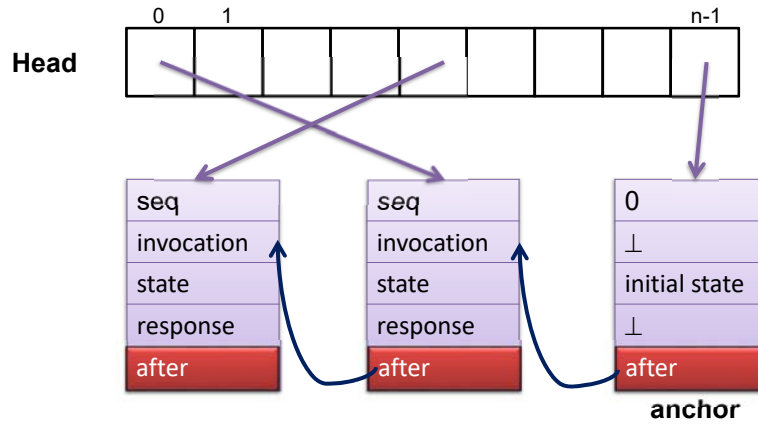 0 1 n-1
Head
seq seq 0
invocation invocation ⊥
state state initial state
response response ⊥
after after after
anchor